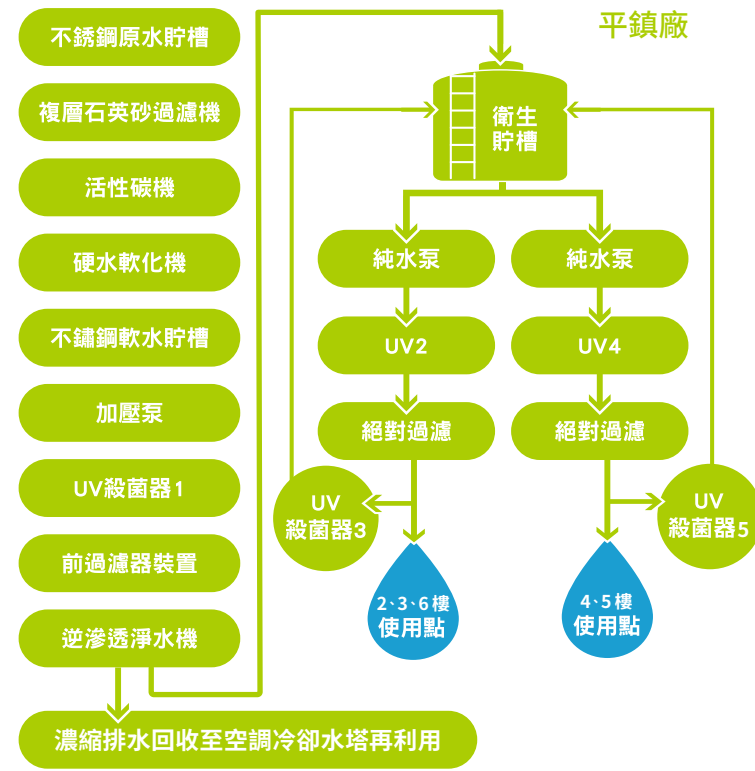 平鎮廠
不銹鋼原水貯槽
複層石英砂過濾機
活性碳機
硬水軟化機
不鏽鋼軟水貯槽
加壓泵
UV殺菌器1
前過濾器裝置
逆滲透淨水機
濃縮排水回收至空調冷卻水塔再利用
衛生
貯槽
純水泵
UV2
絕對過濾
UV
殺菌器3
2、3、6樓
使用點
純水泵
UV4
絕對過濾
UV
殺菌器5
4、5樓
使用點